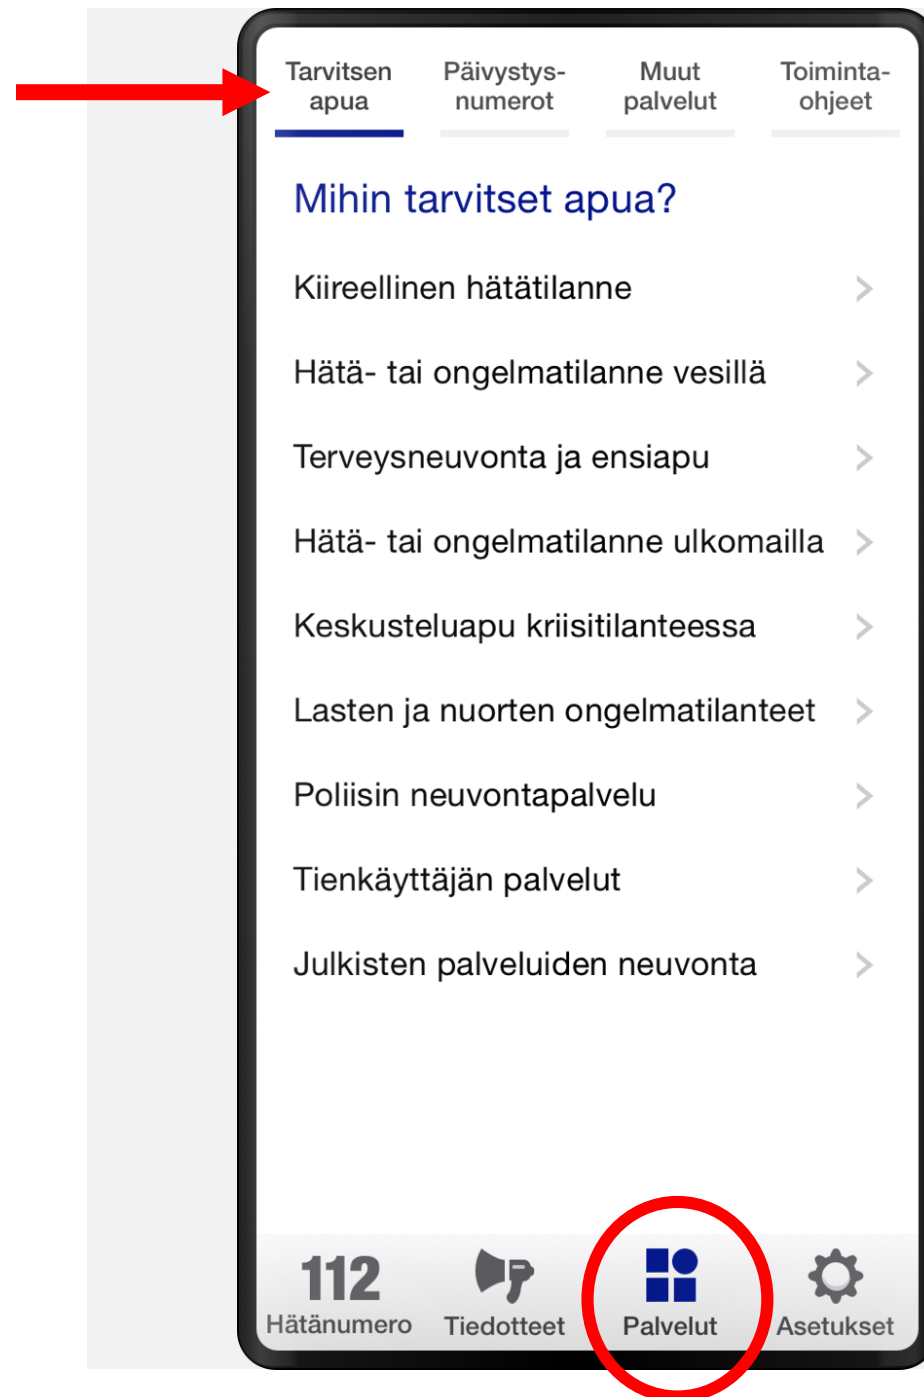 Tarvitsen
apua
Päivystys-
numerot
Muut
palvelut
Toiminta-
ohjeet
Mihin tarvitset apua?
Kiireellinen hätätilanne
Hätä- tai ongelmatilanne vesillä
Terveysneuvonta ja ensiapu
Hätä- tai ongelmatilanne ulkomailla
Keskusteluapu kriisitilanteessa
Lasten ja nuorten ongelmatilanteet
Poliisin neuvontapalvelu
Tienkäyttäjän palvelut
Julkisten palveluiden neuvonta
112
Hätänumero
Tiedotteet
Palvelut
Asetukset